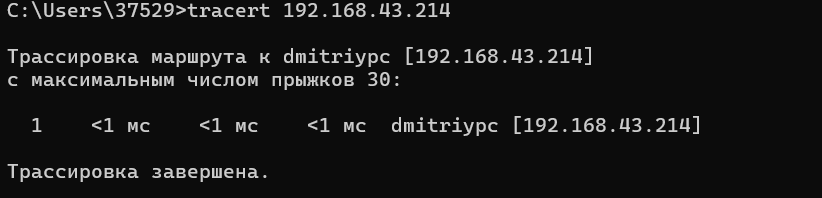 C:\Users\37529>tracert 192.168.43.214
Трассировка маршрута к dmitriypc [192.168.43.214]
с максимальным числом прыжков 30:
1 <1 мс <1 мс <1 мс dmitriypc [192.168.43.214]
Трассировка завершена.